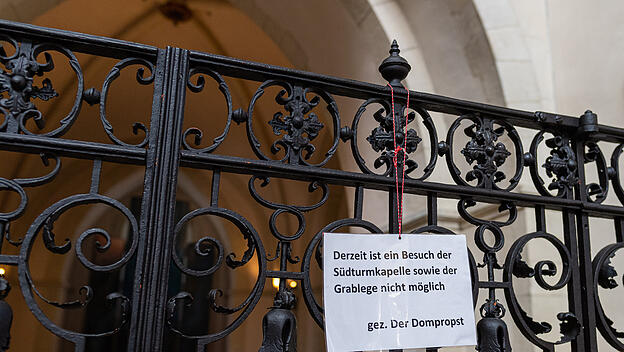 Derzeit ist ein Besuch der
Südturmkapelle sowie der
Grablege nicht möglich
gez. Der Dompropst